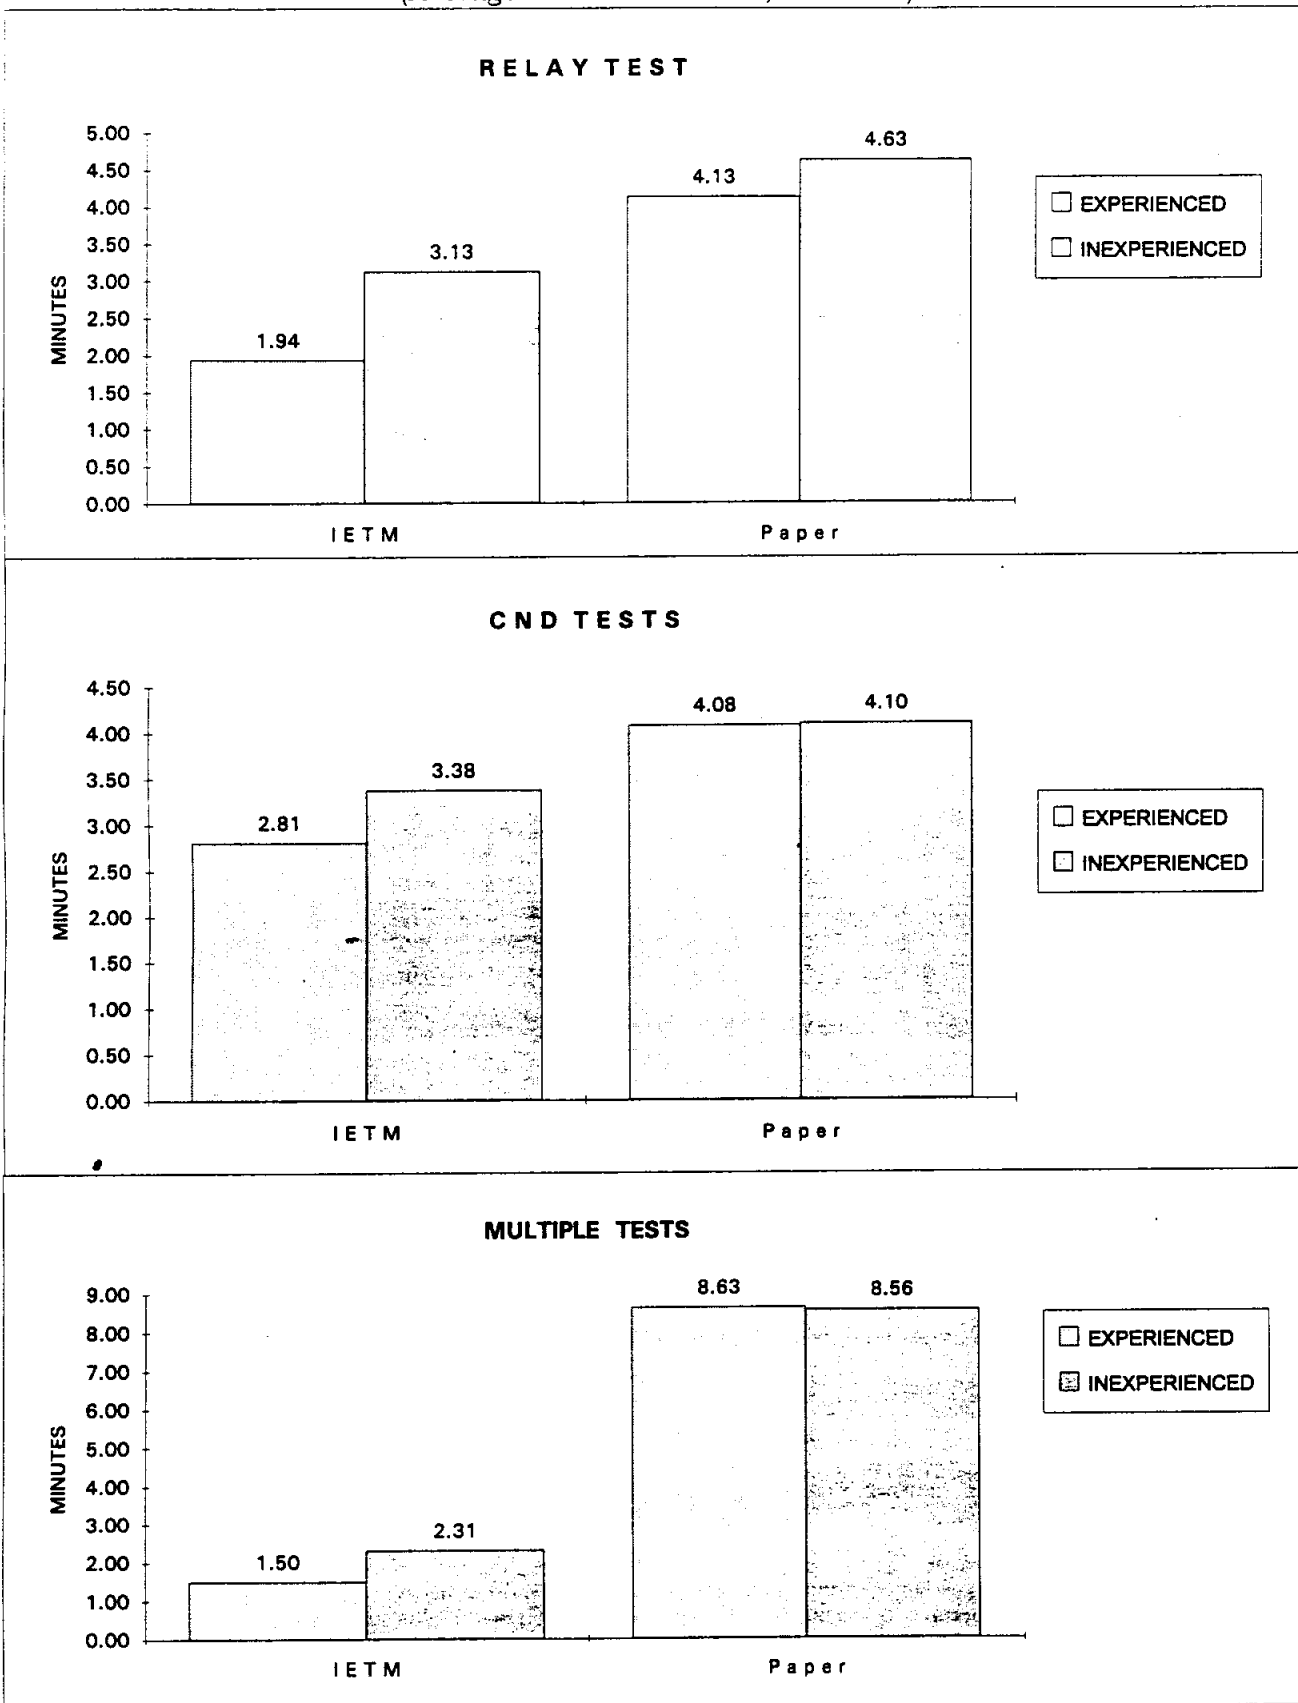 RELAY TEST
5.00
4.50
4.00
3.50
3.00
2.50
2.00
1.50
1.00
0.50
0.00
MINUTES
1.94
3.13
4.13
4.63
IETM
Paper
EXPERIENCED
INEXPERIENCED
CND TESTS
4.50
4.00
3.50
3.00
2.50
2.00
1.50
1.00
0.50
0.00
MINUTES
2.81
3.38
4.08
4.10
IETM
Paper
EXPERIENCED
INEXPERIENCED
MULTIPLE TESTS
9.00
8.00
7.00
6.00
5.00
4.00
3.00
2.00
1.00
0.00
MINUTES
1.50
2.31
8.63
8.56
IETM
Paper
EXPERIENCED
INEXPERIENCED